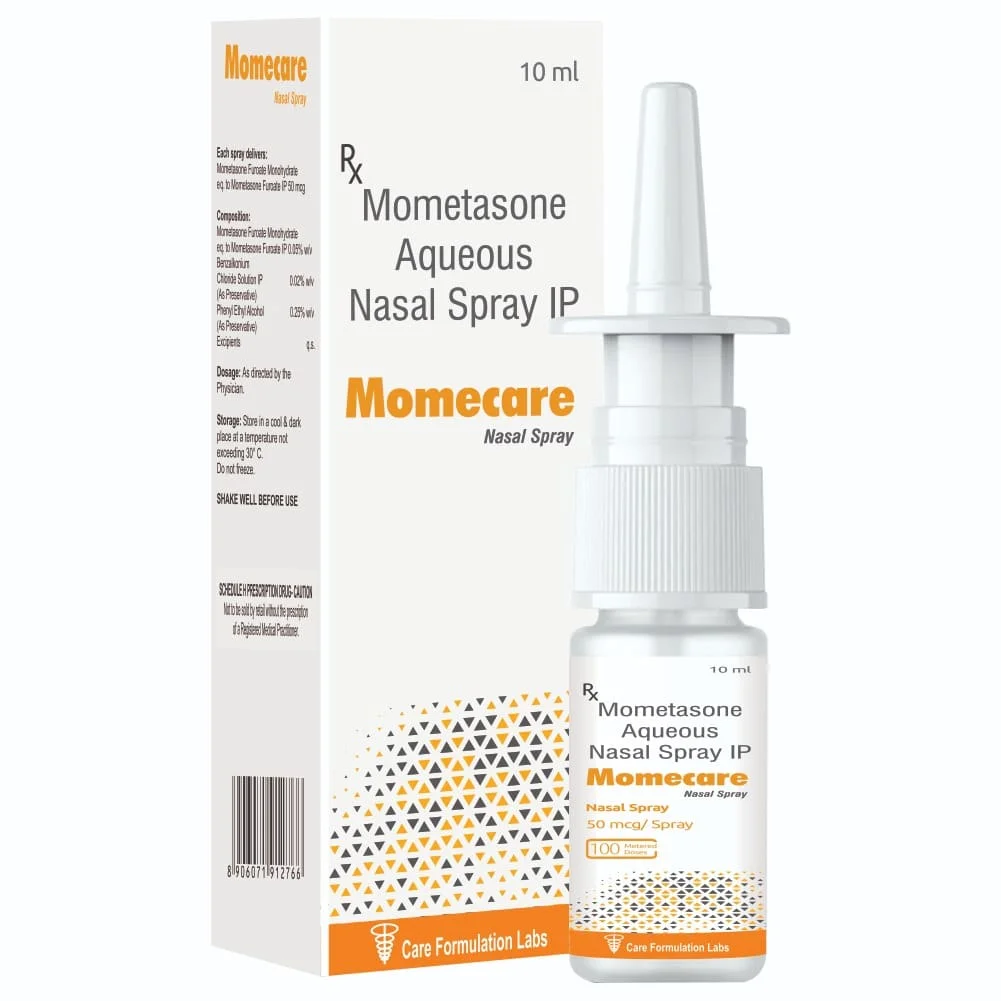 Momecare
Nasal Spray
Each spray delivers:
Mometasone Furoate Monohydrate
eq. to Mometasone Furoate IP 50 mcg
Composition:
Mometasone Furoate Monohydrate
eq. to Mometasone Furoate IP 0.05% w/v
Benzalkonium
Chloride Solution IP 0.02% w/v
(As Preservative)
Phenyl Ethyl Alcohol 0.25% w/v
(As Preservative)
Excipients q.s.
Dosage: As directed by the
Physician.
Storage: Store in a cool & dark
place at a temperature not
exceeding 30° C.
Do not freeze.
SHAKE WELL BEFORE USE
SCHEDULE H PRESCRIPTION DRUG- CAUTION
Not to be sold by retail without the prescription
of a Registered Medical Practitioner.
8 906071 912766
10 ml
Rx
Mometasone
Aqueous
Nasal Spray IP
Momecare
Nasal Spray
Care Formulation Labs
10 ml
Rx
Mometasone
Aqueous
Nasal Spray IP
Momecare
Nasal Spray
Nasal Spray
50 mcg/ Spray
100 Metered
Doses
Care Formulation Labs